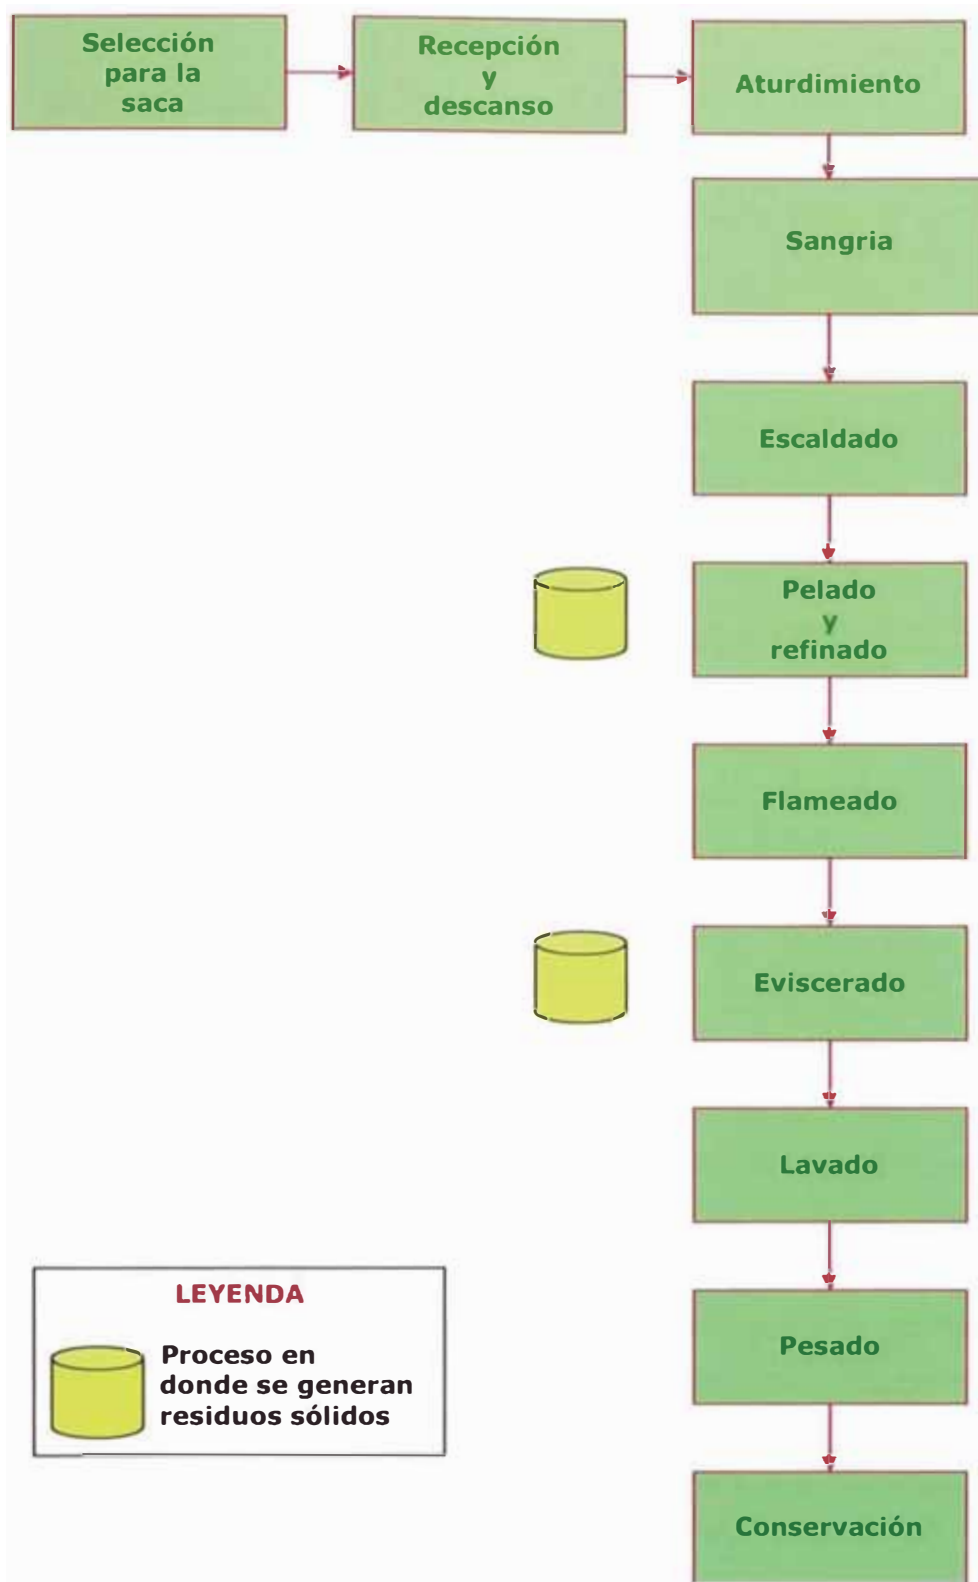 Selección
para la
saca
Recepción
y
descanso
Aturdimiento
Sangria
Escaldado
Pelado
y
refinado
Flameado
Eviscerado
Lavado
Pesado
Conservación
LEYENDA
Proceso en
donde se generan
residuos sólidos